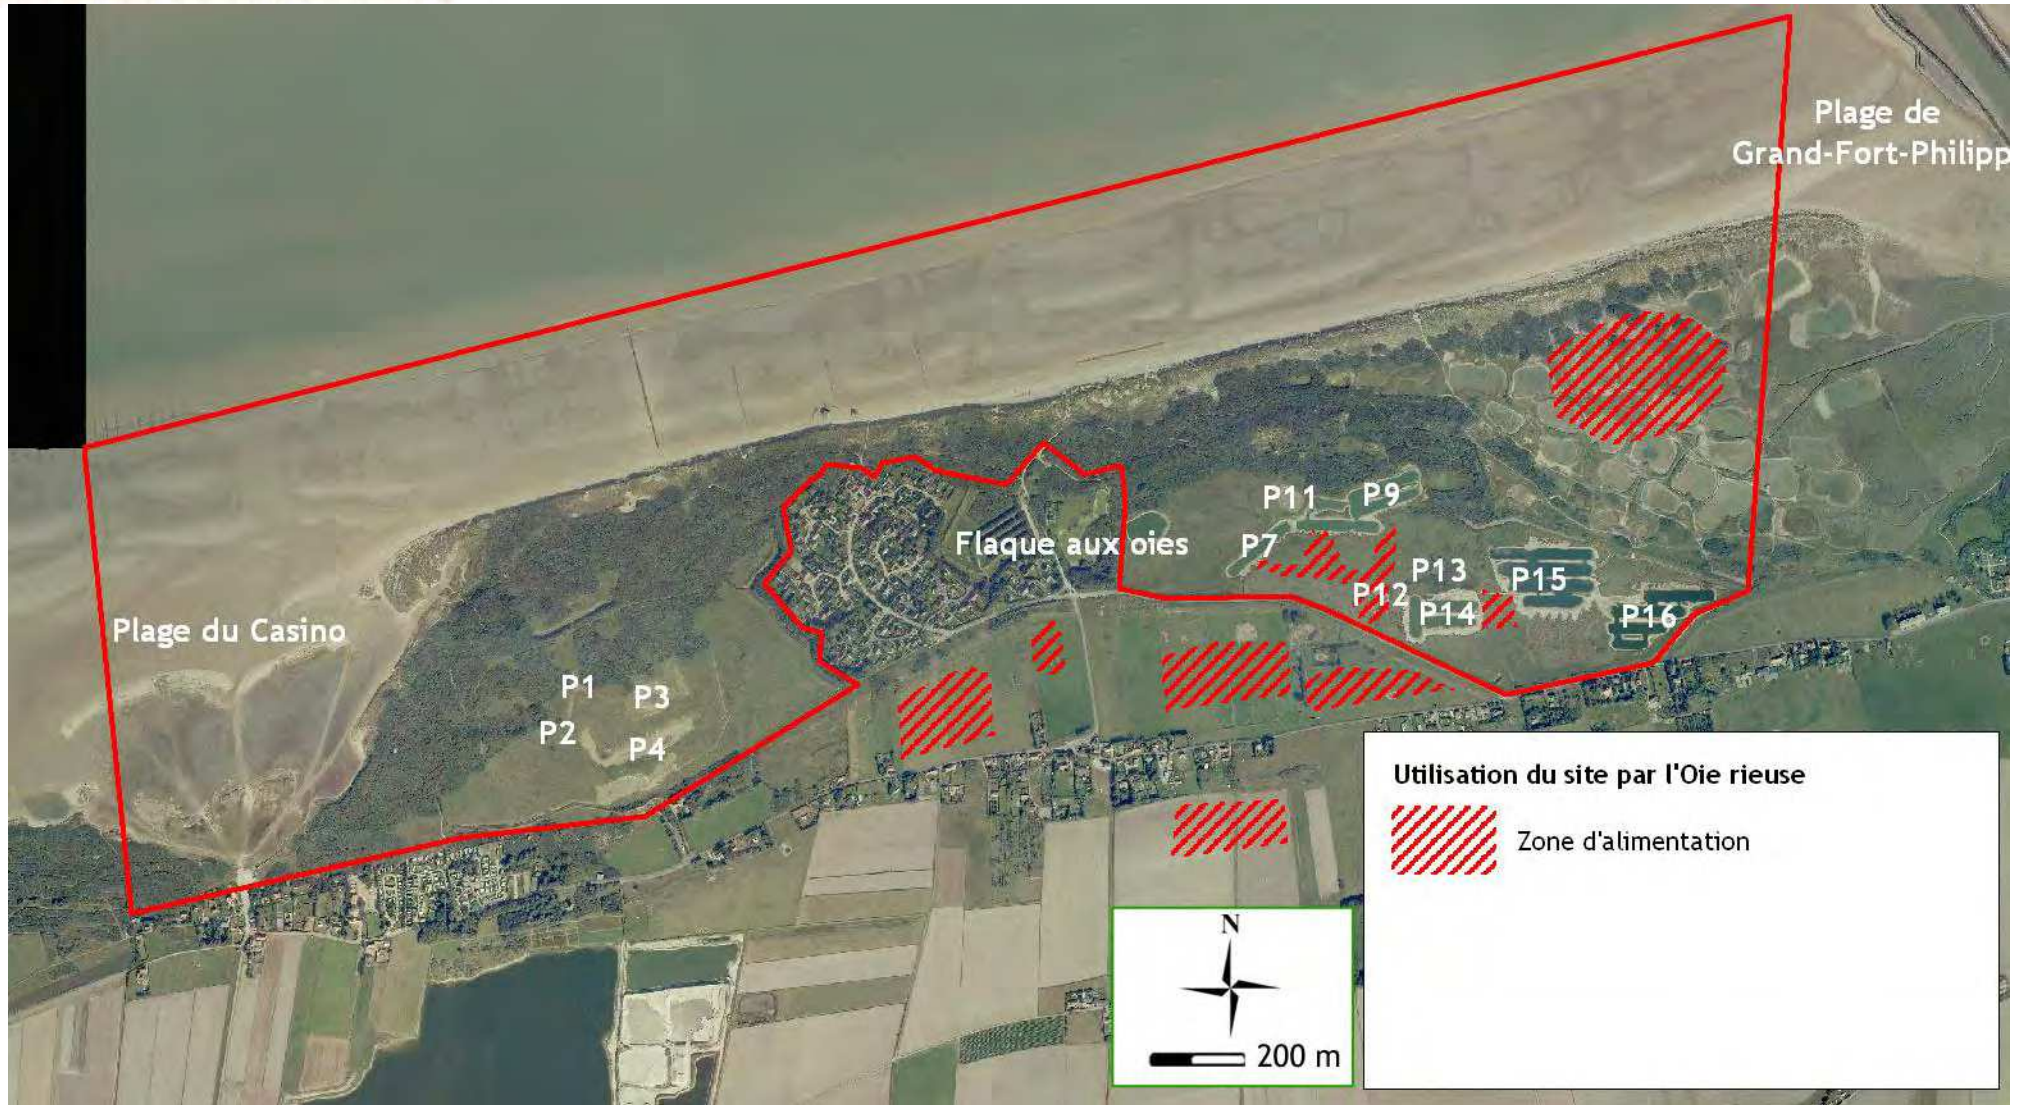 Plage de
Grand-Fort-Philipp
P11
P9
Flaque aux oies
P7
P13
P15
P12
P14
P16
Plage du Casino
P1
P3
P2
P4
Utilisation du site par l'Oie rieuse
Zone d'alimentation
N
200 m